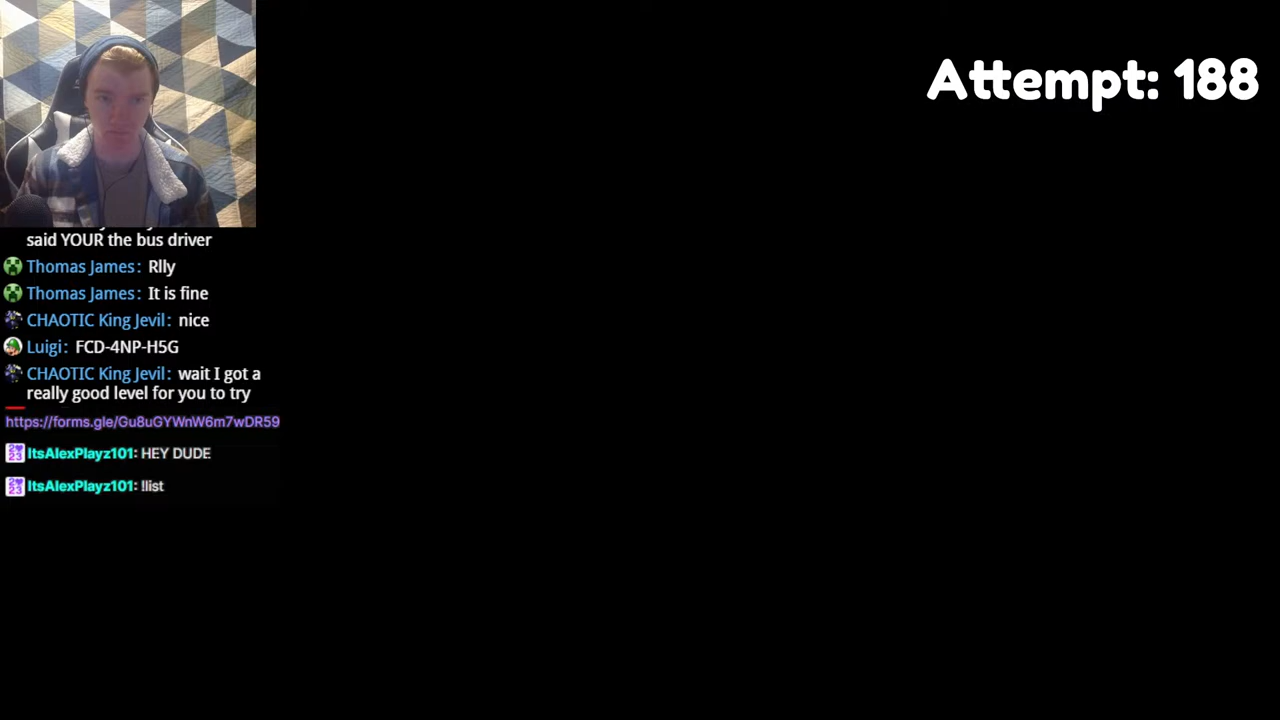 Attempt: 188
said YOUR the bus driver
Thomas James: Rlly
Thomas James: It is fine
CHAOTIC King Jevil: nice
Luigi: FCD-4NP-H5G
CHAOTIC King Jevil: wait I got a
really good level for you to try
https://forms.gle/Gu8uGYWnW6m7wDR59
ItsAlexPlayz101: HEY DUDE
ItsAlexPlayz101: !list